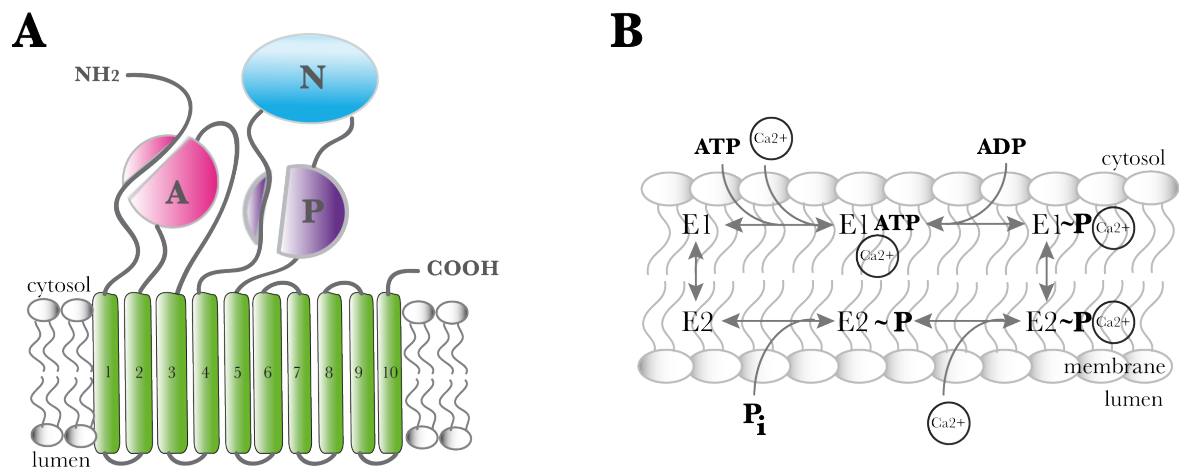 A
NH2
N
A
P
COOH
cytosol
1 2 3 4 5 6 7 8 9 10
lumen
B
ATP Ca2+ ADP
cytosol
E1 E1 ATP E1~P Ca2+
Ca2+
E2 E2 ~ P E2~P Ca2+
membrane
lumen
Pi Ca2+